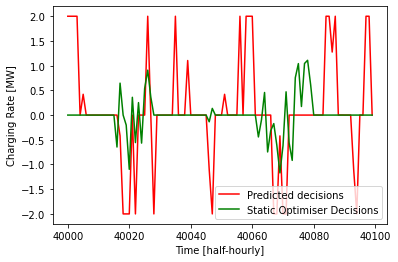 2.0
1.5
1.0
0.5
0.0
−0.5
−1.0
−1.5
−2.0
Charging Rate [MW]
Predicted decisions
Static Optimiser Decisions
40000 40020 40040 40060 40080 40100
Time [half-hourly]